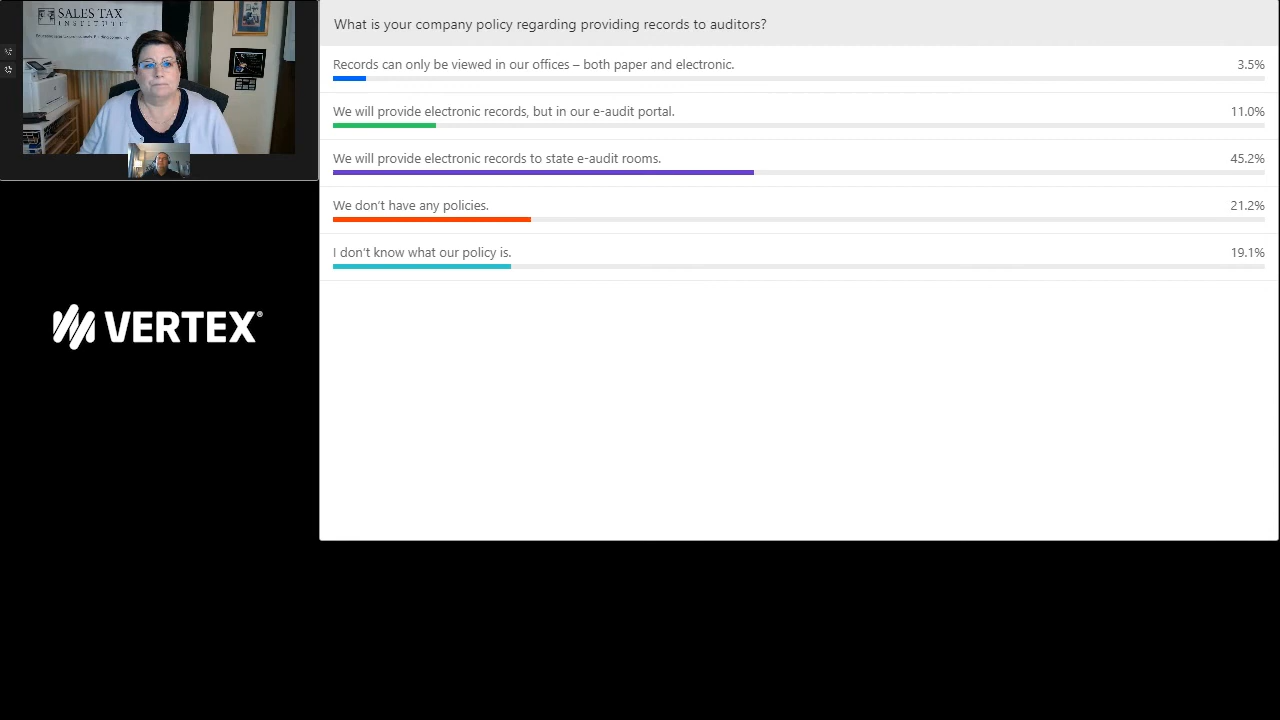 SALES TAX
INSTITUTE
What is your company policy regarding providing records to auditors?
Records can only be viewed in our offices – both paper and electronic. 3.5%
We will provide electronic records, but in our e-audit portal. 11.0%
We will provide electronic records to state e-audit rooms. 45.2%
We don't have any policies. 21.2%
I don't know what our policy is. 19.1%
VERTEX®